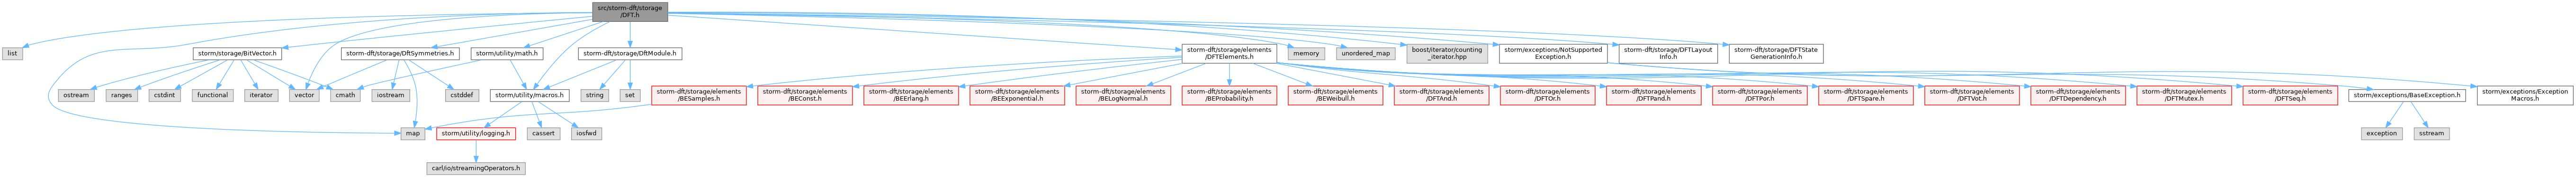 src/storm-dft/storage
/DFT.h
list
storm/storage/BitVector.h
storm-dft/storage/DftSymmetries.h
storm/utility/math.h
storm-dft/storage/DftModule.h
storm-dft/storage/elements
/DFTElements.h
memory
unordered_map
boost/iterator/counting
_iterator.hpp
storm/exceptions/NotSupported
Exception.h
storm-dft/storage/DFTLayout
Info.h
storm-dft/storage/DFTState
GenerationInfo.h
ostream
ranges
cstdint
functional
iterator
vector
cmath
iostream
cstddef
storm/utility/macros.h
string
set
storm-dft/storage/elements
/BESamples.h
storm-dft/storage/elements
/BEConst.h
storm-dft/storage/elements
/BEErlang.h
storm-dft/storage/elements
/BEExponential.h
storm-dft/storage/elements
/BELogNormal.h
storm-dft/storage/elements
/BEProbability.h
storm-dft/storage/elements
/BEWeibull.h
storm-dft/storage/elements
/DFTAnd.h
storm-dft/storage/elements
/DFTOr.h
storm-dft/storage/elements
/DFTPand.h
storm-dft/storage/elements
/DFTPor.h
storm-dft/storage/elements
/DFTSpare.h
storm-dft/storage/elements
/DFTVot.h
storm-dft/storage/elements
/DFTDependency.h
storm-dft/storage/elements
/DFTMutex.h
storm-dft/storage/elements
/DFTSeq.h
storm/exceptions/BaseException.h
storm/exceptions/Exception
Macros.h
map
storm/utility/logging.h
cassert
iosfwd
exception
sstream
carl/io/streamingOperators.h